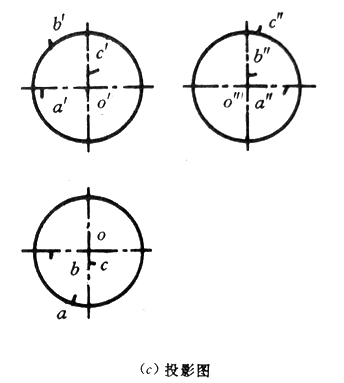 b′ c″
c′ b″
a′ o′ o″ a″
o
b c
a
(c) 投影图